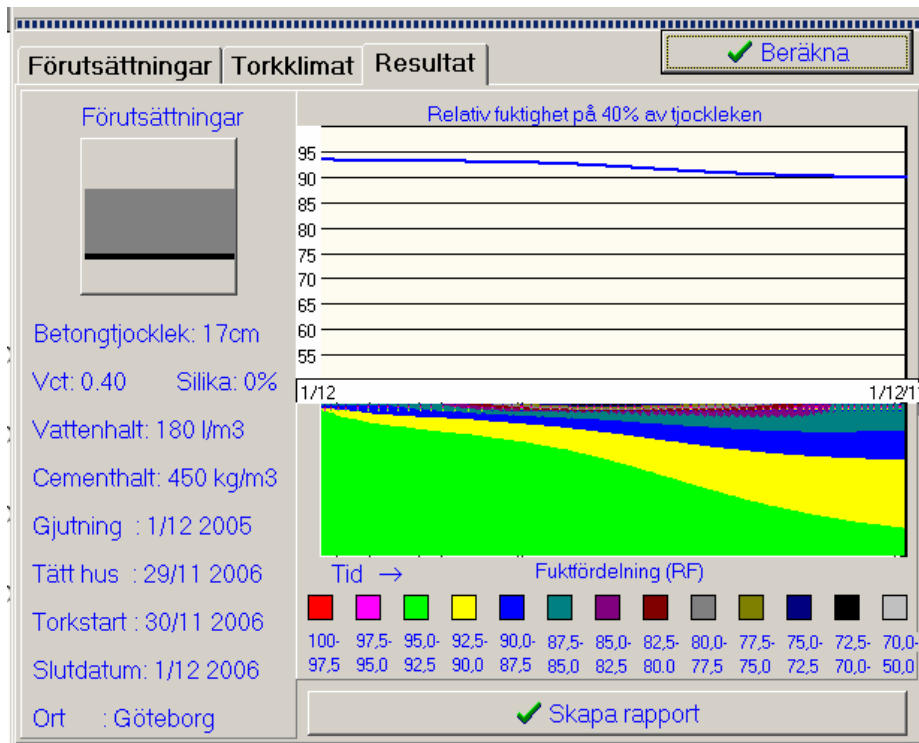 Förutsättningar
Torkklimat
Resultat
Beräkna
Förutsättningar
Betongtjocklek: 17cm
Vct: 0.40 Silika: 0%
Vattenhalt: 180 l/m3
Cementhalt: 450 kg/m3
Gjutning : 1/12 2005
Tätt hus : 29/11 2006
Torkstart : 30/11 2006
Slutdatum: 1/12 2006
Ort : Göteborg
Relativ fuktighet på 40% av tjockleken
95
90
85
80
75
70
65
60
55
1/12 1/12/1
Tid → Fuktfördelning (RF)
100- 97,5- 95,0- 92,5- 90,0- 87,5- 85,0- 82,5- 80,0- 77,5- 75,0- 72,5- 70,0-
97,5 95,0 92,5 90,0 87,5 85,0 82,5 80.0 77,5 75,0 72,5 70,0- 50,0
Skapa rapport